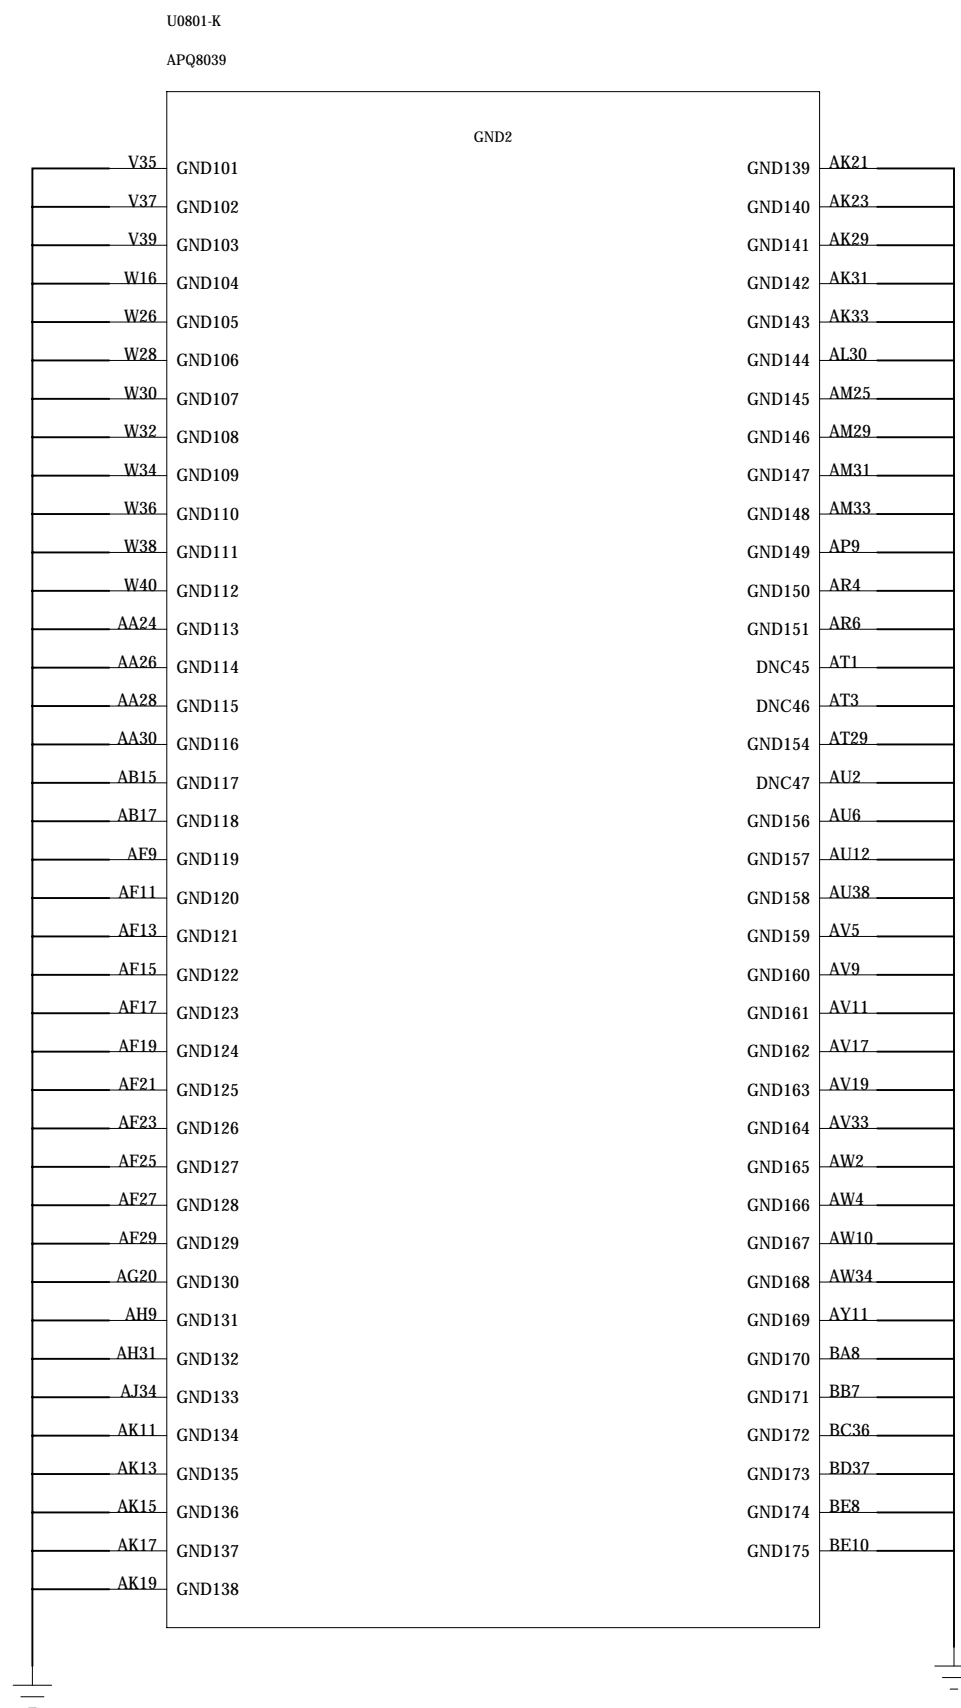 U0801-K
APQ8039
GND2
V35 GND101 GND139 AK21
V37 GND102 GND140 AK23
V39 GND103 GND141 AK29
W16 GND104 GND142 AK31
W26 GND105 GND143 AK33
W28 GND106 GND144 AL30
W30 GND107 GND145 AM25
W32 GND108 GND146 AM29
W34 GND109 GND147 AM31
W36 GND110 GND148 AM33
W38 GND111 GND149 AP9
W40 GND112 GND150 AR4
AA24 GND113 GND151 AR6
AA26 GND114 DNC45 AT1
AA28 GND115 DNC46 AT3
AA30 GND116 GND154 AT29
AB15 GND117 DNC47 AU2
AB17 GND118 GND156 AU6
AF9 GND119 GND157 AU12
AF11 GND120 GND158 AU38
AF13 GND121 GND159 AV5
AF15 GND122 GND160 AV9
AF17 GND123 GND161 AV11
AF19 GND124 GND162 AV17
AF21 GND125 GND163 AV19
AF23 GND126 GND164 AV33
AF25 GND127 GND165 AW2
AF27 GND128 GND166 AW4
AF29 GND129 GND167 AW10
AG20 GND130 GND168 AW34
AH9 GND131 GND169 AY11
AH31 GND132 GND170 BA8
AJ34 GND133 GND171 BB7
AK11 GND134 GND172 BC36
AK13 GND135 GND173 BD37
AK15 GND136 GND174 BE8
AK17 GND137 GND175 BE10
AK19 GND138